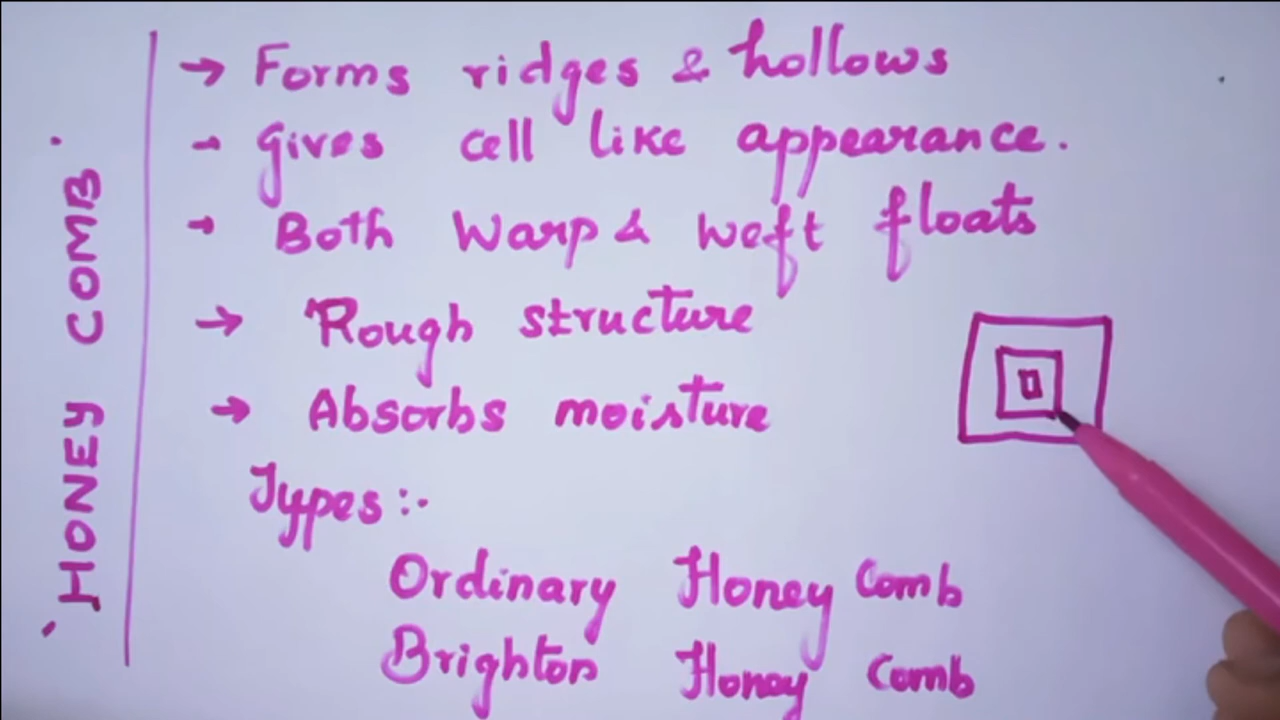 HONEY COMB
→ Forms ridges & hollows
→ Gives cell like appearance.
→ Both Warp & weft floats
→ Rough structure
→ Absorbs moisture
Types :-
Ordinary Honey Comb
Brighton Honey Comb